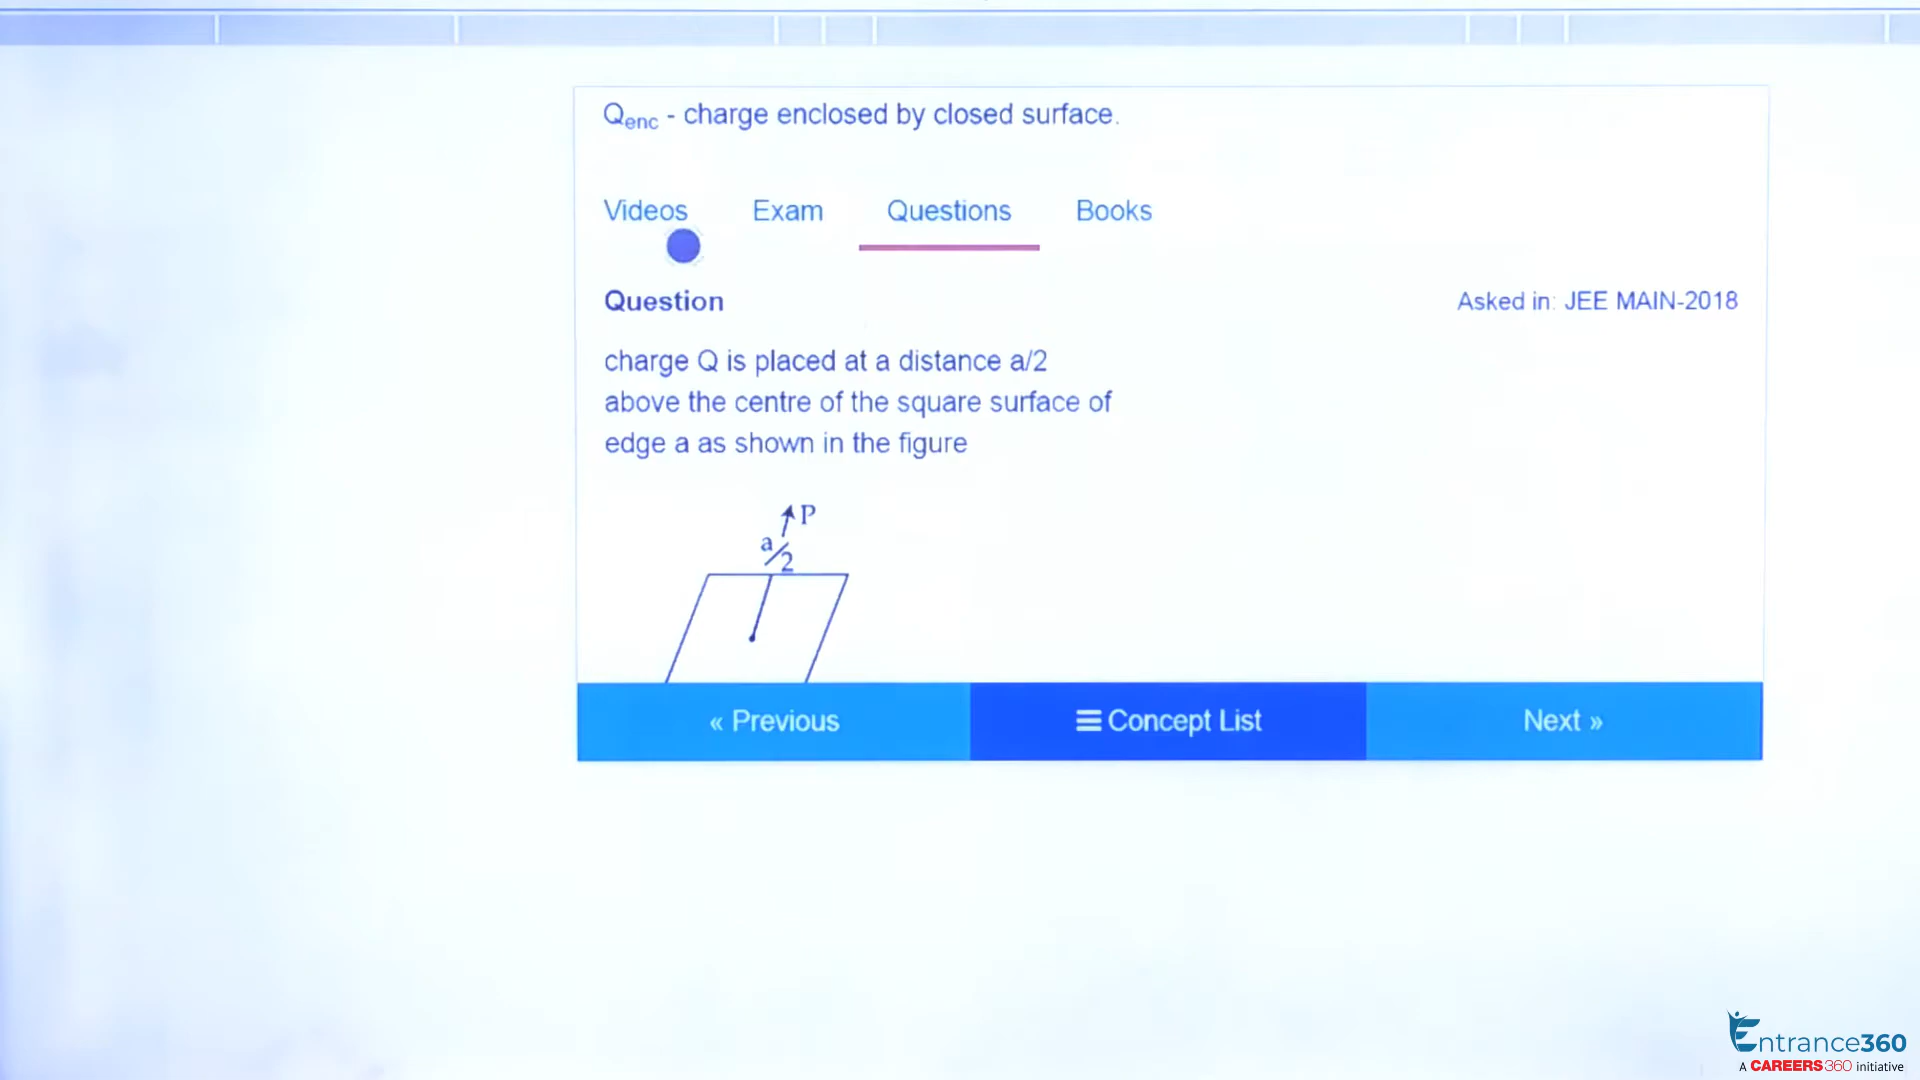 Qenc - charge enclosed by closed surface.
Videos Exam Questions Books
Question Asked in: JEE MAIN-2018
charge Q is placed at a distance a/2
above the centre of the square surface of
edge a as shown in the figure
P
a/2
« Previous Concept List Next »
Entrance360
A CAREERS360 initiative